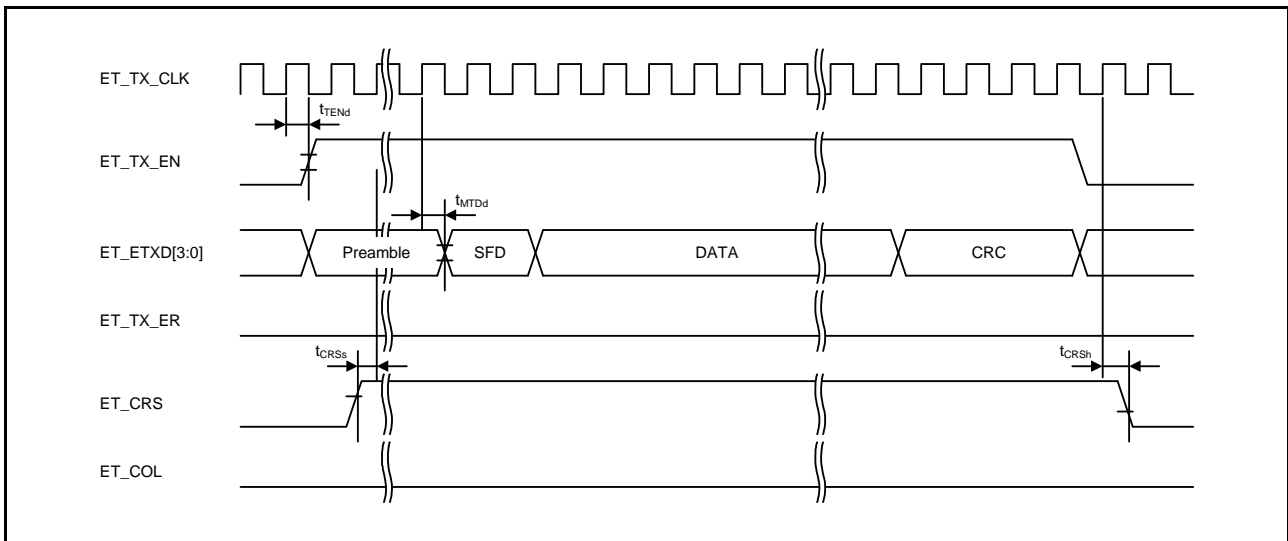 ET_TX_CLK
tTENd
ET_TX_EN
tMTDd
ET_ETXD[3:0]
Preamble
SFD
DATA
CRC
ET_TX_ER
tCRSs
tCRSh
ET_CRS
ET_COL